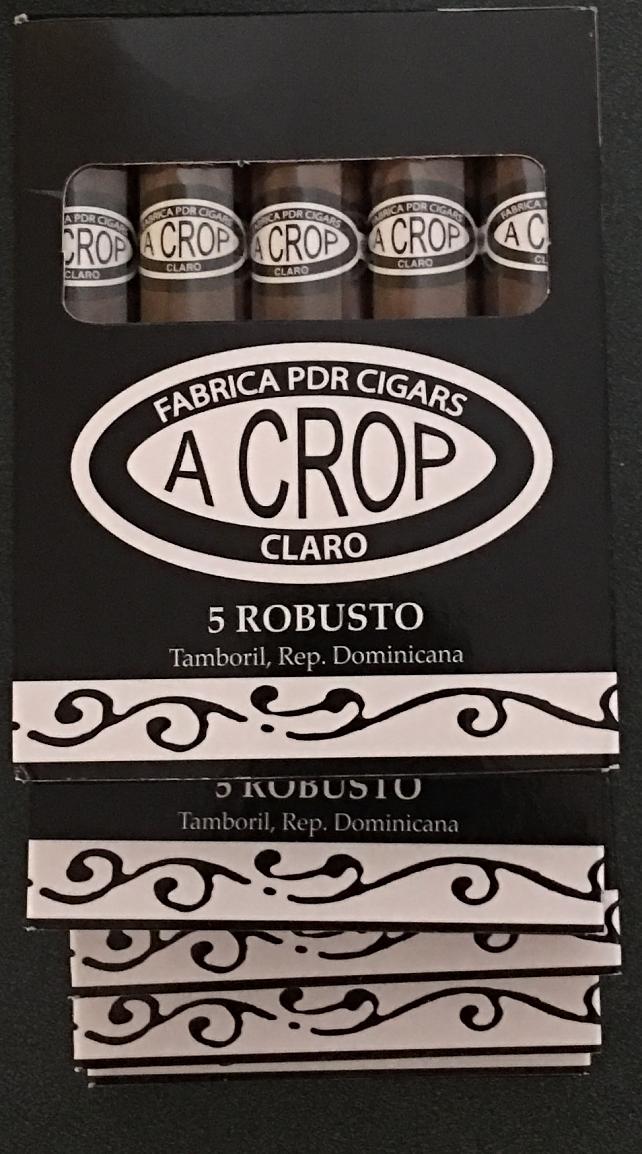 A PDR CIGARS
CROP
CLARO
FABRICA PDR CIGARS
A CROP
CLARO
FABRICA PDR CIGARS
A CROP
CLARO
FABRICA PDR CIGARS
A CROP
CLARO
FABRICA
A C
CL
FABRICA PDR CIGARS
A CROP
CLARO
5 ROBUSTO
Tamboril, Rep. Dominicana
5 ROBUSTO
Tamboril, Rep. Dominicana